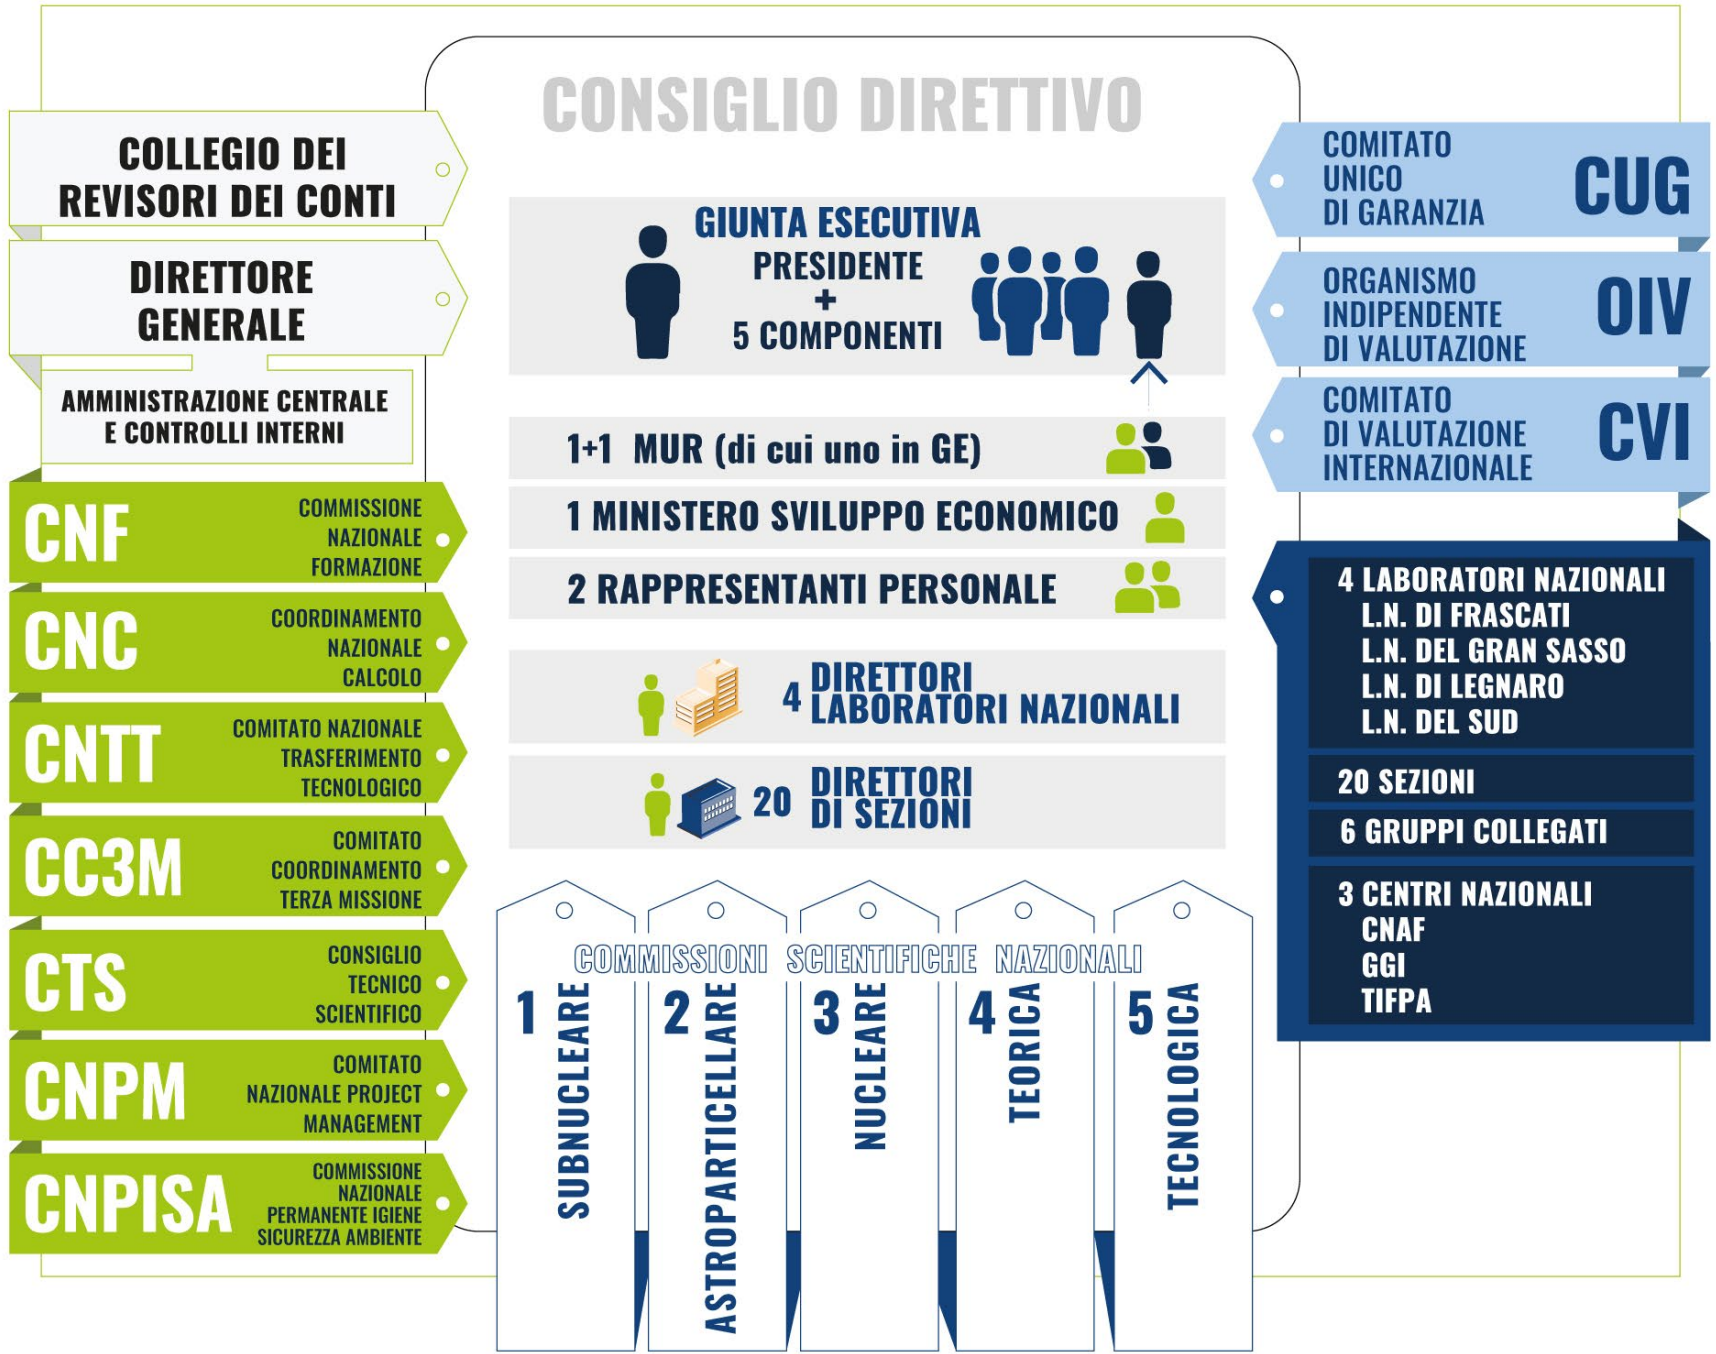 CONSIGLIO DIRETTIVO
COLLEGIO DEI
REVISORI DEI CONTI
DIRETTORE
GENERALE
AMMINISTRAZIONE CENTRALE
E CONTROLLI INTERNI
CNF
COMMISSIONE
NAZIONALE
FORMAZIONE
CNC
COORDINAMENTO
NAZIONALE
CALCOLO
CNTT
COMITATO NAZIONALE
TRASFERIMENTO
TECNOLOGICO
CC3M
COMITATO
COORDINAMENTO
TERZA MISSIONE
CTS
CONSIGLIO
TECNICO
SCIENTIFICO
CNPM
COMITATO
NAZIONALE PROJECT
MANAGEMENT
CNPISA
COMMISSIONE
NAZIONALE
PERMANENTE IGIENE
SICUREZZA AMBIENTE
GIUNTA ESECUTIVA
PRESIDENTE
+
5 COMPONENTI
1+1 MUR (di cui uno in GE)
1 MINISTERO SVILUPPO ECONOMICO
2 RAPPRESENTANTI PERSONALE
4 DIRETTORI
LABORATORI NAZIONALI
20 DIRETTORI
DI SEZIONI
COMMISSIONI SCIENTIFICHE NAZIONALI
1 SUBNUCLEARE
2 ASTROPARTICELLARE
3 NUCLEARE
4 TEORICA
5 TECNOLOGICA
COMITATO
UNICO
DI GARANZIA
CUG
ORGANISMO
INDIPENDENTE
DI VALUTAZIONE
OIV
COMITATO
DI VALUTAZIONE
INTERNAZIONALE
CVI
4 LABORATORI NAZIONALI
L.N. DI FRASCATI
L.N. DEL GRAN SASSO
L.N. DI LEGNARO
L.N. DEL SUD
20 SEZIONI
6 GRUPPI COLLEGATI
3 CENTRI NAZIONALI
CNAF
GGI
TIFPA